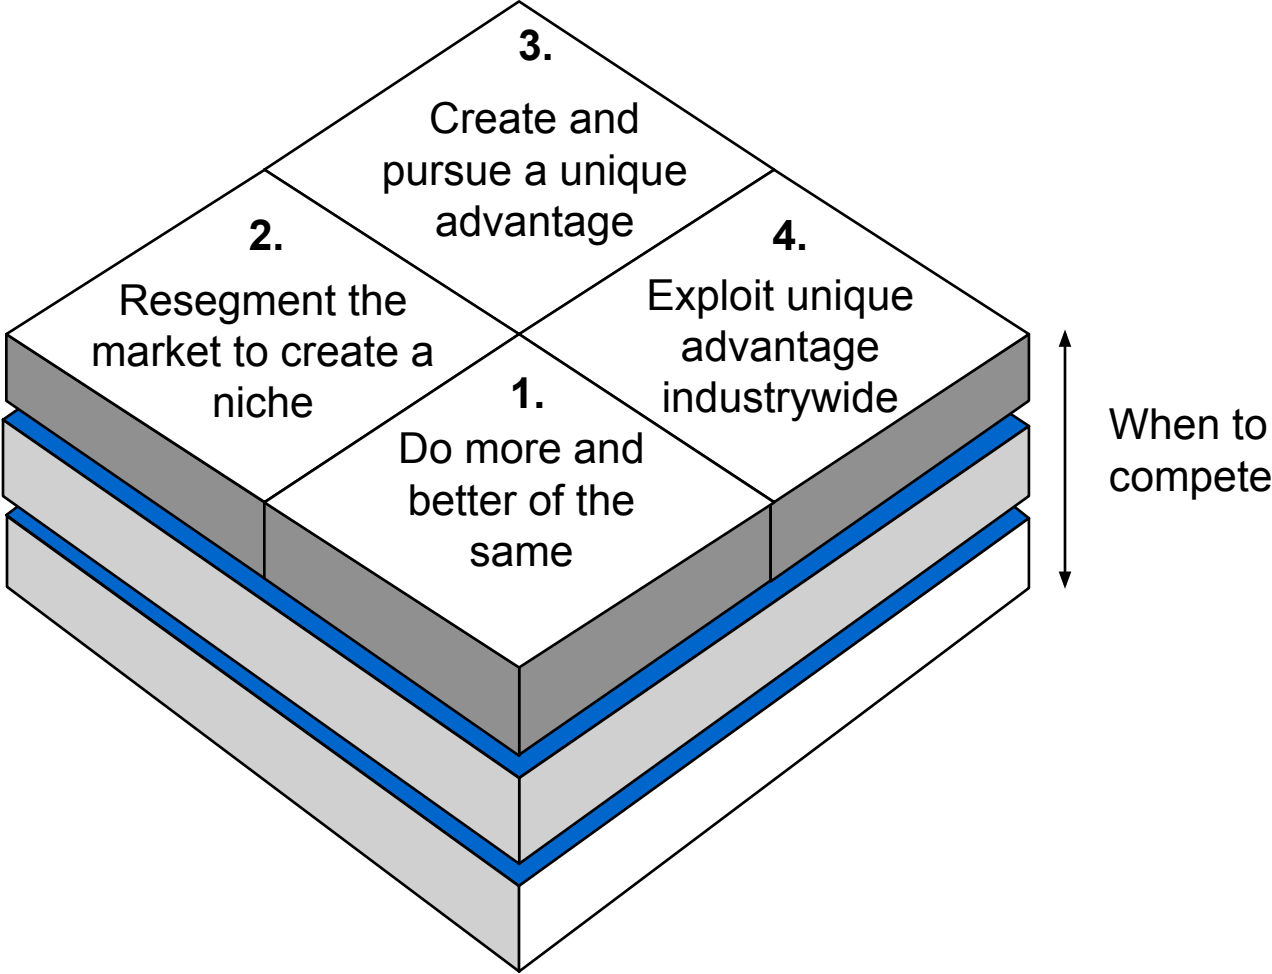 3.
Create and
pursue a unique
advantage
2.
Resegment the
market to create a
niche
4.
Exploit unique
advantage
industrywide
1.
Do more and
better of the
same
When to
compete